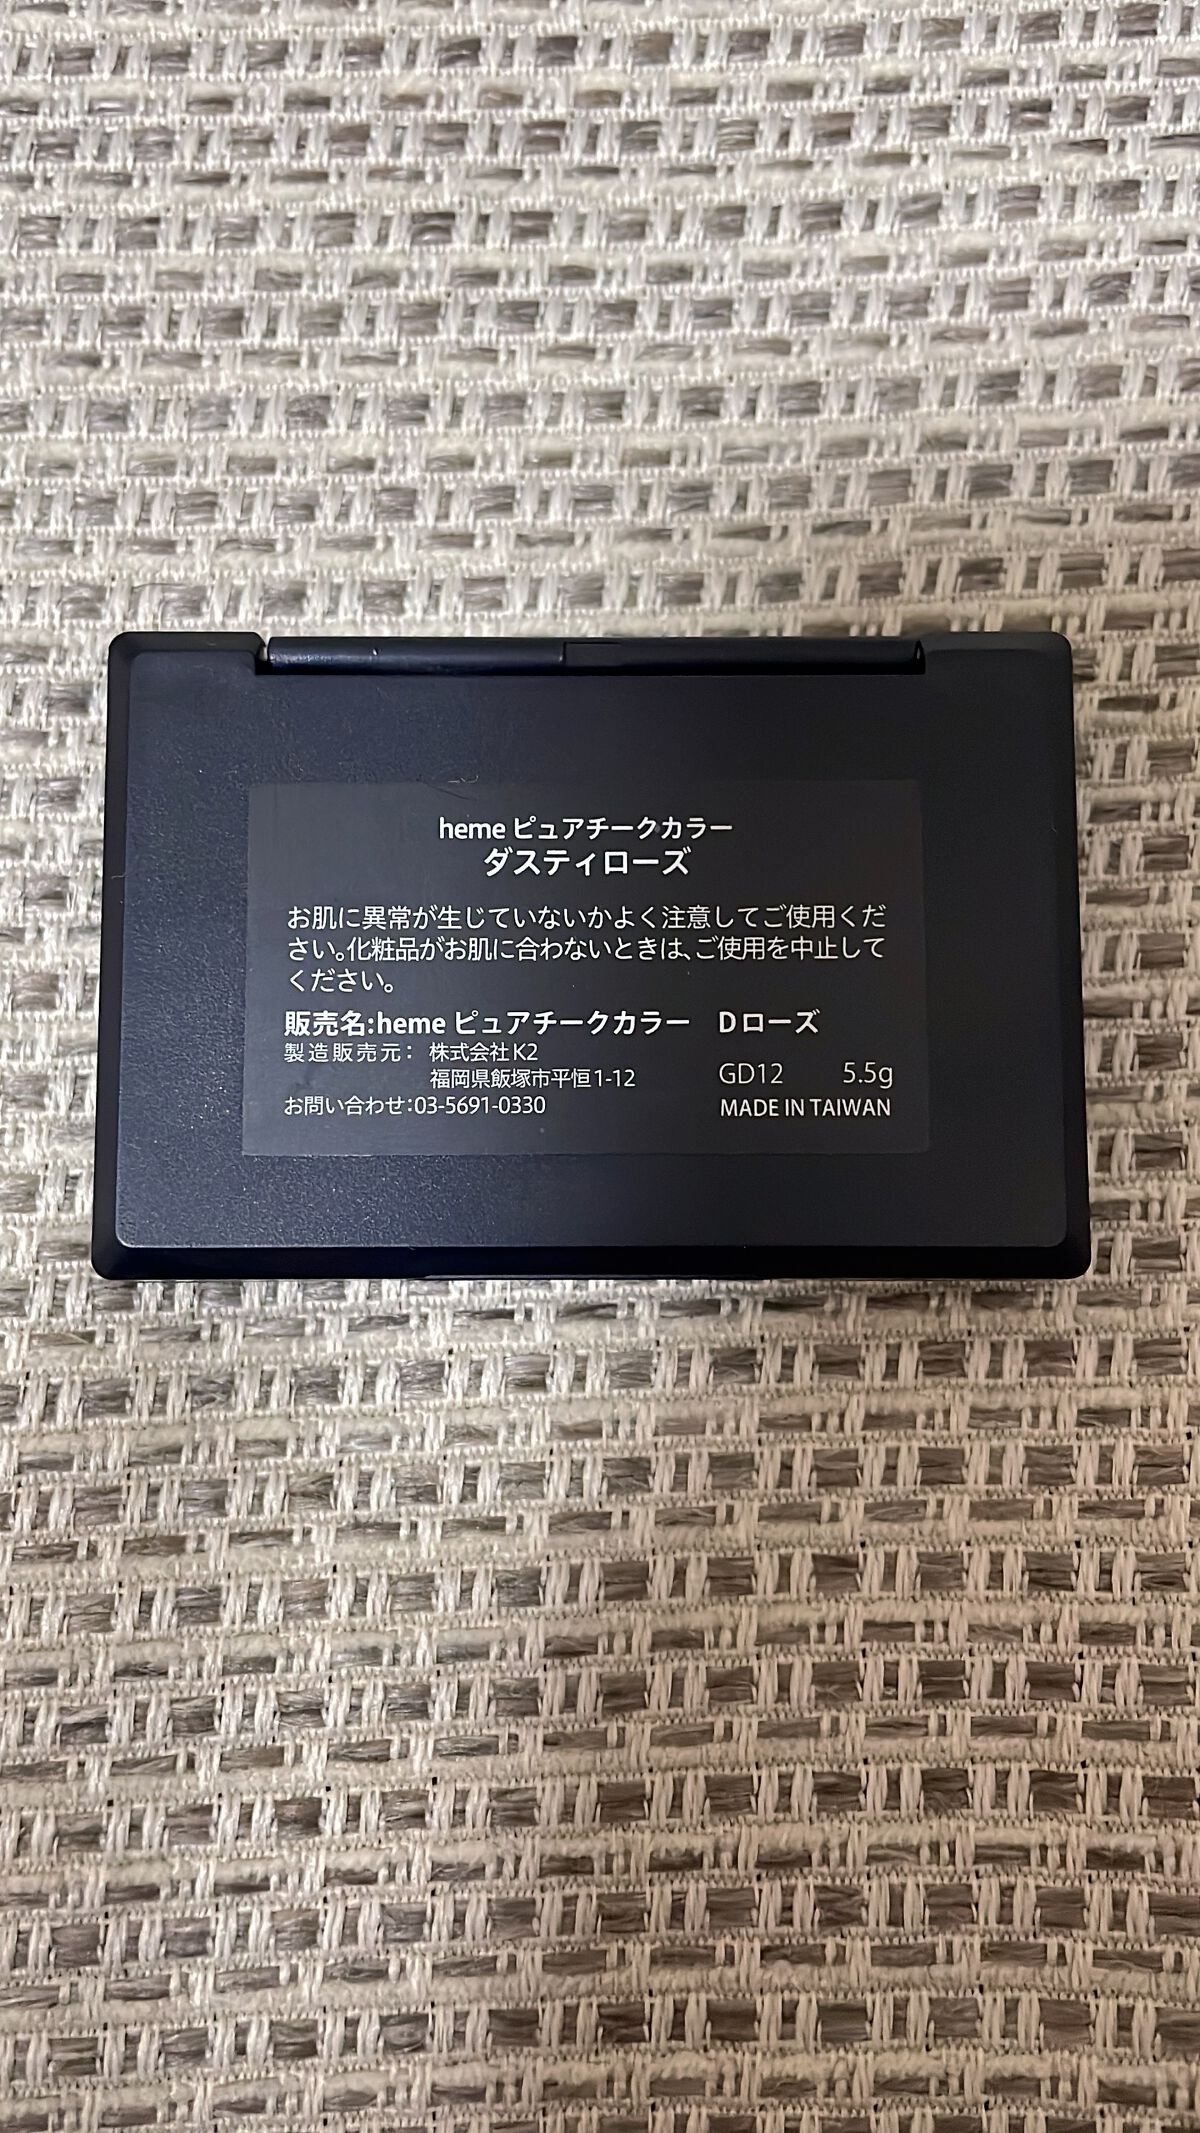 heme ピュアチークカラー
ダスティローズ
お肌に異常が生じていないかよく注意してご使用くだ
さい。化粧品がお肌に合わないときは、ご使用を中止して
ください。
販売名:heme ピュアチークカラー Dローズ
製造販売元: 株式会社K2
福岡県飯塚市平恒1-12
お問い合わせ:03-5691-0330
GD12 5.5g
MADE IN TAIWAN